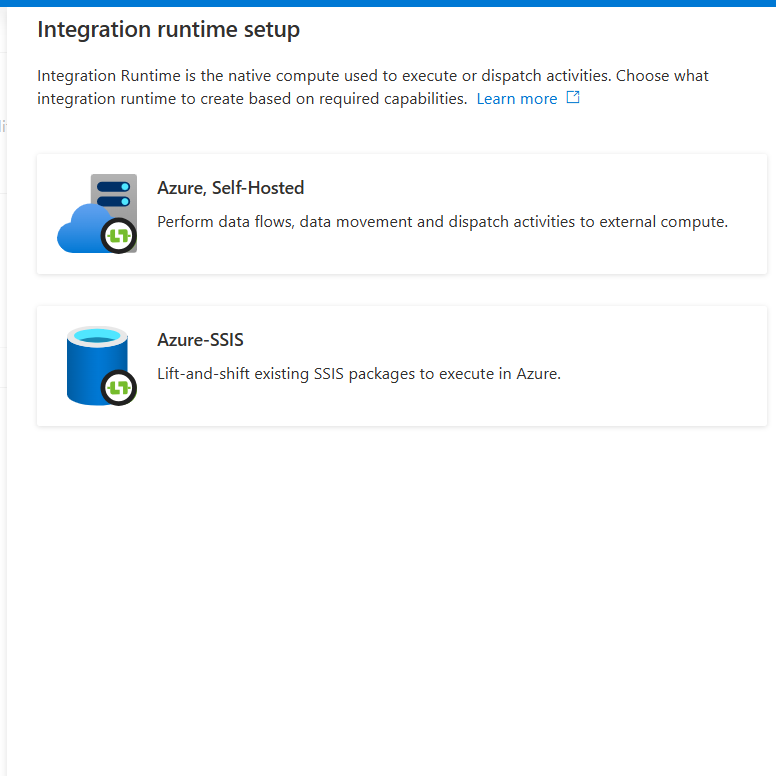 Integration runtime setup
Integration Runtime is the native compute used to execute or dispatch activities. Choose what
integration runtime to create based on required capabilities. Learn more
Azure, Self-Hosted
Perform data flows, data movement and dispatch activities to external compute.
Azure-SSIS
Lift-and-shift existing SSIS packages to execute in Azure.